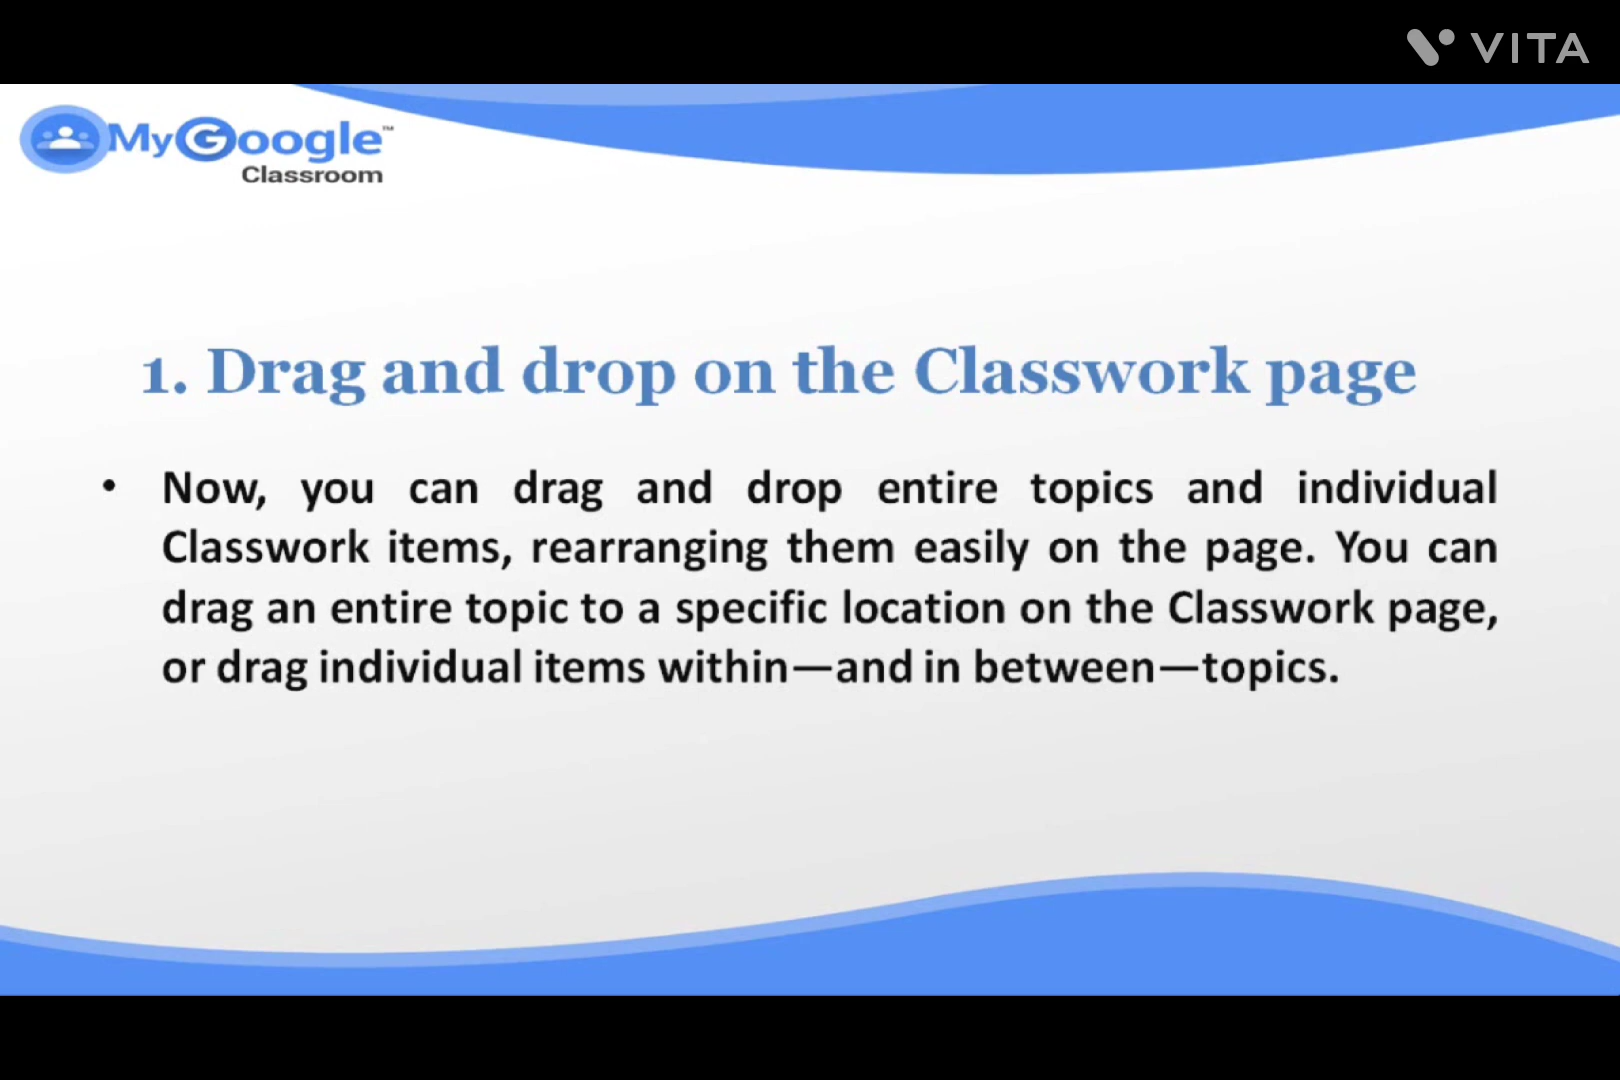 VITA
MyGoogle™
Classroom
1. Drag and drop on the Classwork page
• Now, you can drag and drop entire topics and individual
Classwork items, rearranging them easily on the page. You can
drag an entire topic to a specific location on the Classwork page,
or drag individual items within—and in between—topics.